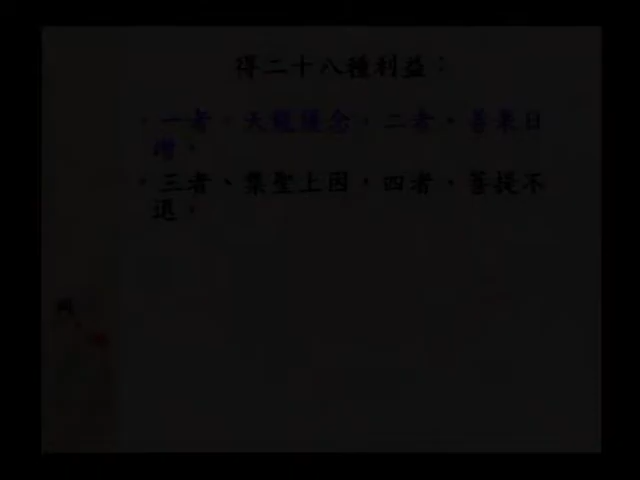 得二十八種利益：
・一者、天龍護念，二者，善果日
增，
・三者、集聖上因，四者、菩提不
退，